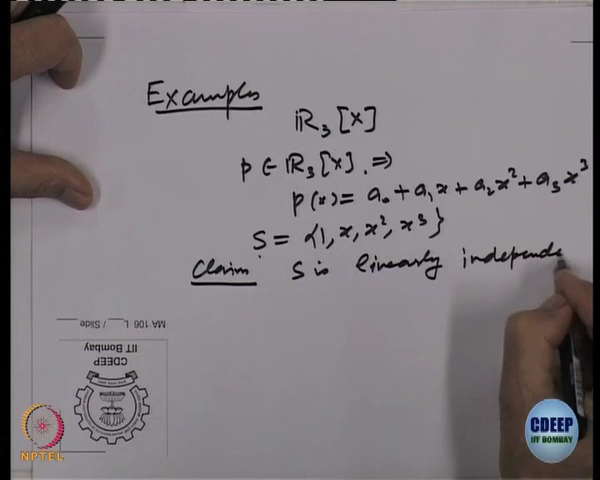 Examples
ℝ₃[x]
p ∈ ℝ₃[x]. ⇒
p(x) = a₀ + a₁x + a₂x² + a₃x³
S = {1, x, x², x³}
Claim S is linearly independe
MA 106 L / Slide
IIT Bombay
CDEEP
NPTEL
CDEEP
IIT BOMBAY